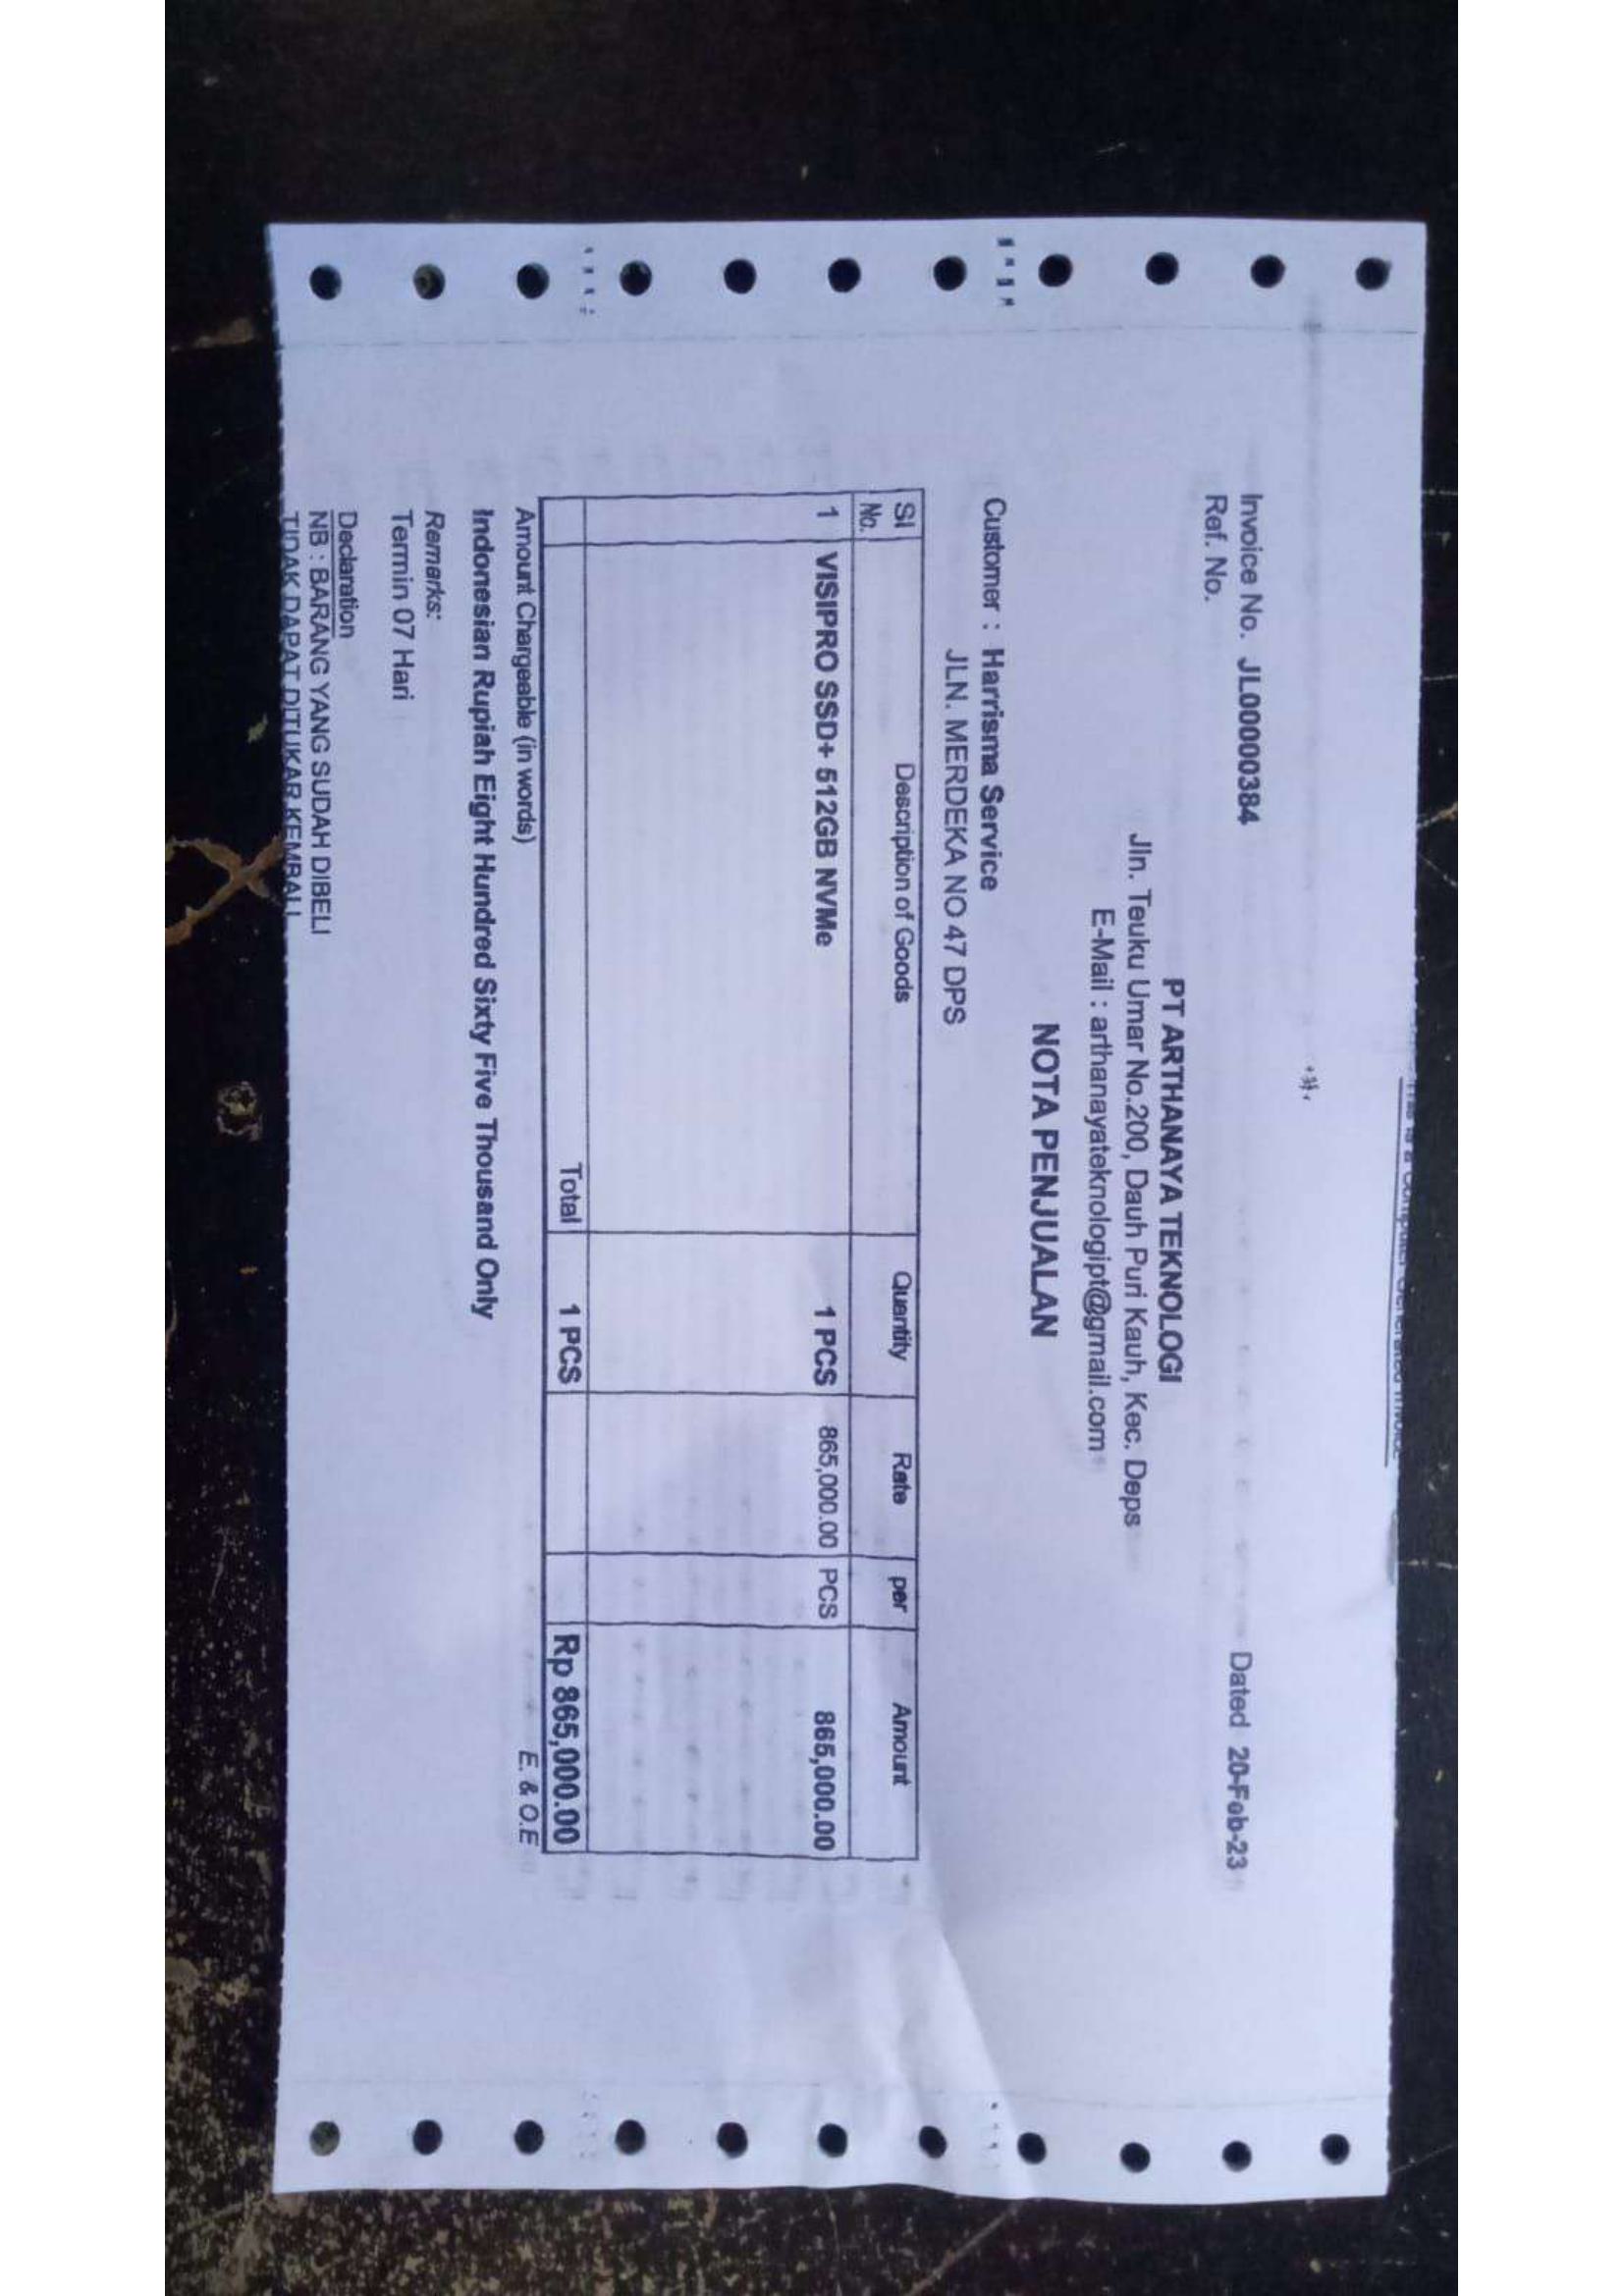 This is a Computer Generated Invoice
Invoice No. JL00000384 Dated 20-Feb-23
Ref. No.
PT ARTHANAYA TEKNOLOGI
Jln. Teuku Umar No.200, Dauh Puri Kauh, Kec. Deps
E-Mail : arthanayateknologipt@gmail.com
NOTA PENJUALAN
Customer : Harrisma Service
JLN. MERDEKA NO 47 DPS
Sl No. Description of Goods Quantity Rate per Amount
1 VISIPRO SSD+ 512GB NVMe 1 PCS 865,000.00 PCS 865,000.00
Total 1 PCS Rp 865,000.00
Amount Chargeable (in words) E. & O.E
Indonesian Rupiah Eight Hundred Sixty Five Thousand Only
Remarks:
Termin 07 Hari
Declaration
NB : BARANG YANG SUDAH DIBELI
TIDAK DAPAT DITUKAR KEMBALI